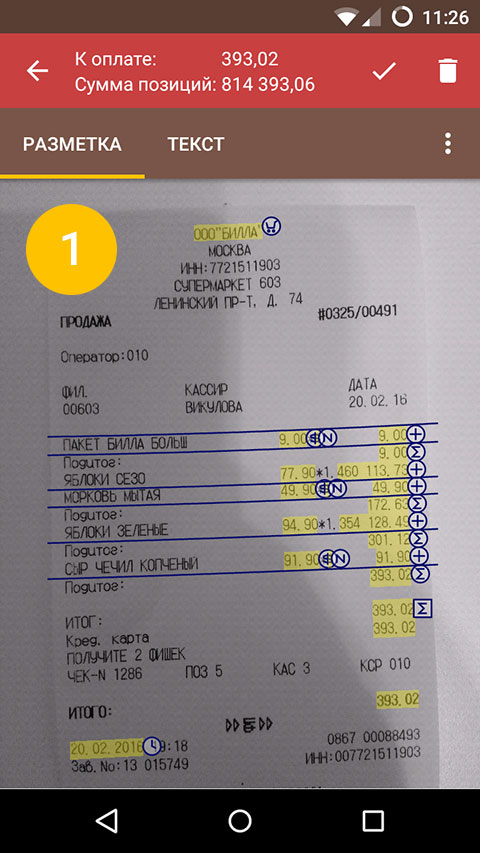 11:26
К оплате: 393,02
Сумма позиций: 814 393,06
РАЗМЕТКА ТЕКСТ
1
ООО"БИЛЛА"
МОСКВА
ИНН:7721511903
СУПЕРМАРКЕТ 603
ЛЕНИНСКИЙ ПР-Т, Д. 74
#0325/00491
ПРОДАЖА
Оператор:010
ФИЛ. КАССИР ДАТА
00603 ВИКУЛОВА 20.02.16
ПАКЕТ БИЛЛА БОЛЬШ 9.00 N 9.00 +
Подитог: 9.00 Σ
ЯБЛОКИ СЕЗО 77.90*1.460 113.73 +
МОРКОВЬ МЫТАЯ 49.90 N 49.90 +
Подитог: 172.63 Σ
ЯБЛОКИ ЗЕЛЕНЫЕ 94.90*1.354 128.49 +
Подитог: 301.12 Σ
СЫР ЧЕЧИЛ КОПЧЕНЫЙ 91.90 N 91.90 +
Подитог: 393.02 Σ
ИТОГ: 393.02 Σ
Кред. карта 393.02
ПОЛУЧИТЕ 2 ФИШЕК
ЧЕК-N 1286 ПОЗ 5 КАС 3 КСР 010
ИТОГО: 393.02
20.02.2016 9:18 0867 00088493
Зав.No:13 015749 ИНН:007721511903